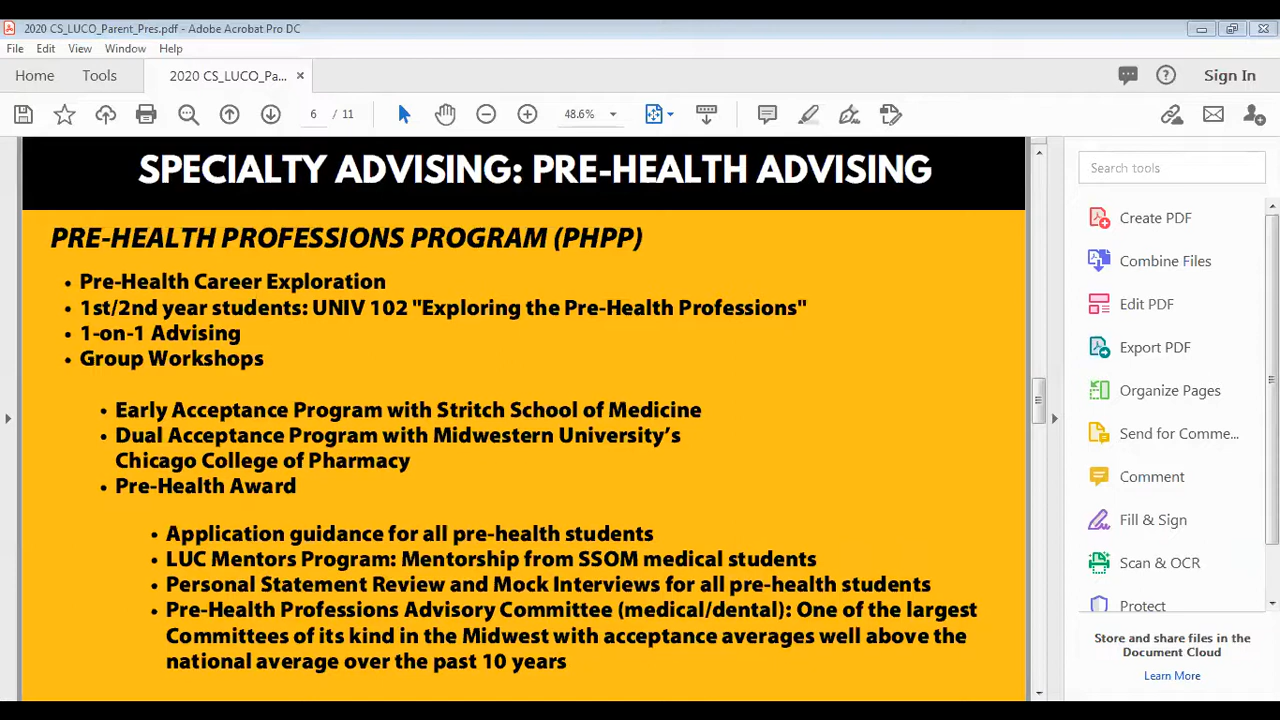 2020 CS_LUCO_Parent_Pres.pdf - Adobe Acrobat Pro DC
File Edit View Window Help
Home Tools 2020 CS_LUCO_Pa... × Sign In
6 / 11 48.6%
SPECIALTY ADVISING: PRE-HEALTH ADVISING
PRE-HEALTH PROFESSIONS PROGRAM (PHPP)
• Pre-Health Career Exploration
• 1st/2nd year students: UNIV 102 "Exploring the Pre-Health Professions"
• 1-on-1 Advising
• Group Workshops
• Early Acceptance Program with Stritch School of Medicine
• Dual Acceptance Program with Midwestern University’s
Chicago College of Pharmacy
• Pre-Health Award
• Application guidance for all pre-health students
• LUC Mentors Program: Mentorship from SSOM medical students
• Personal Statement Review and Mock Interviews for all pre-health students
• Pre-Health Professions Advisory Committee (medical/dental): One of the largest
Committees of its kind in the Midwest with acceptance averages well above the
national average over the past 10 years
Search tools
Create PDF
Combine Files
Edit PDF
Export PDF
Organize Pages
Send for Comme...
Comment
Fill & Sign
Scan & OCR
Protect
Store and share files in the
Document Cloud
Learn More